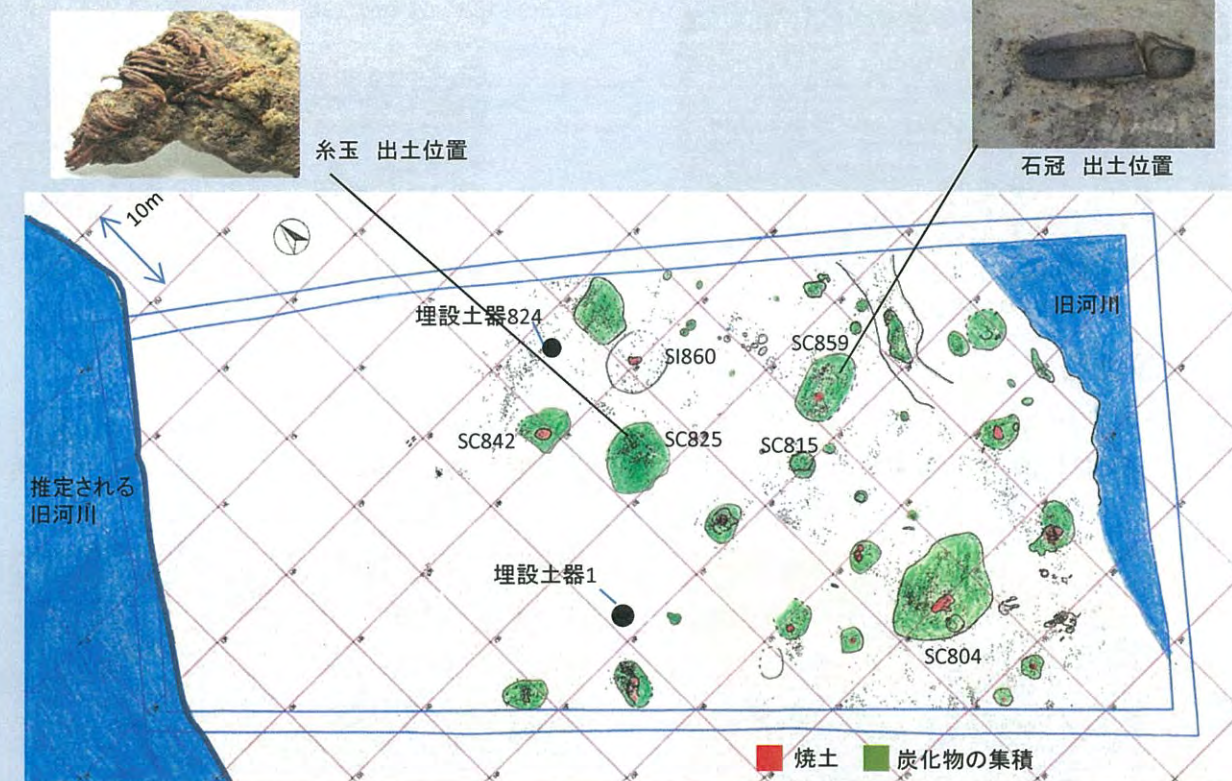 糸玉 出土位置
石冠 出土位置
10m
埋設土器824
SI860
SC859
旧河川
SC842
SC825
SC815
推定される
旧河川
埋設土器1
SC804
焼土
炭化物の集積